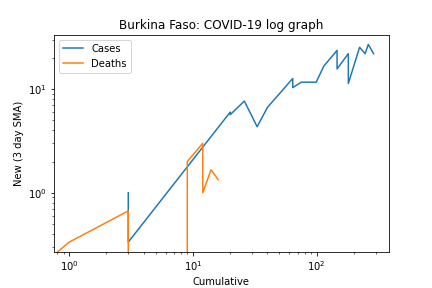 Burkina Faso: COVID-19 log graph
Cases
Deaths
New (3 day SMA)
10¹
10⁰
10⁰
10¹
10²
Cumulative